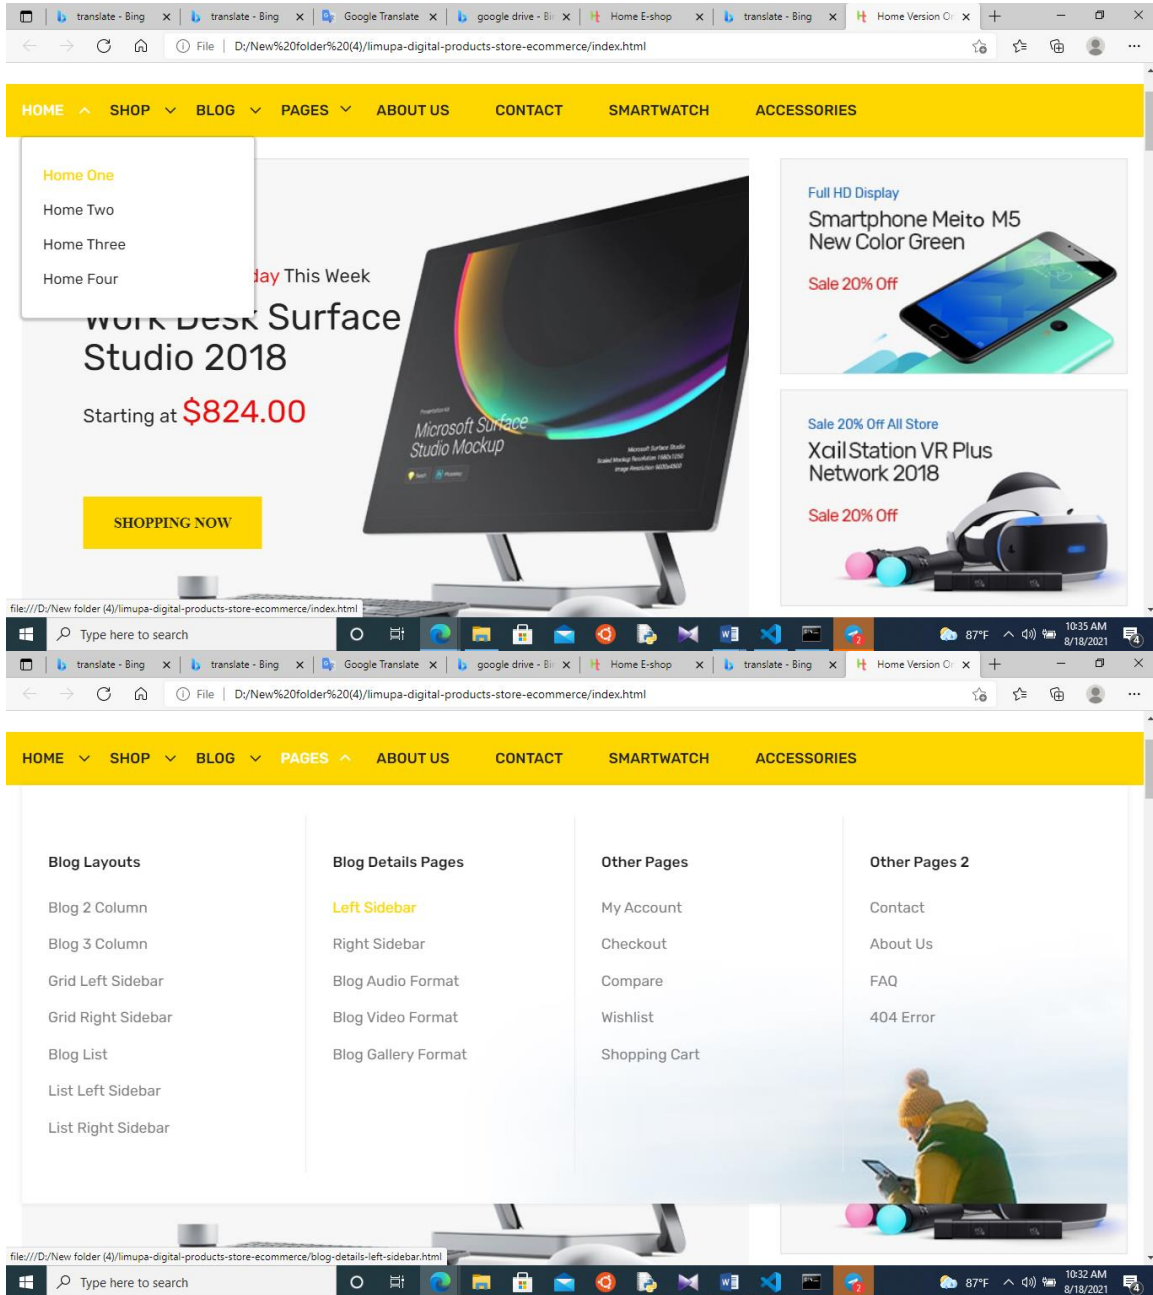 translate - Bing translate - Bing Google Translate google drive - Bin Home E-shop translate - Bing Home Version On
File D:/New%20folder%20(4)/limupa-digital-products-store-ecommerce/index.html
HOME SHOP BLOG PAGES ABOUT US CONTACT SMARTWATCH ACCESSORIES
Home One
Home Two
Home Three
Home Four
day This Week
Work Desk Surface
Studio 2018
Starting at $824.00
SHOPPING NOW
Microsoft Surface
Studio Mockup
Microsoft Surface Studio
Full HD Display
Smartphone Meito M5
New Color Green
Sale 20% Off
Sale 20% Off All Store
Xail Station VR Plus
Network 2018
Sale 20% Off
file:///D:/New folder (4)/limupa-digital-products-store-ecommerce/index.html
Type here to search 87°F 10:35 AM
8/18/2021
translate - Bing translate - Bing Google Translate google drive - Bin Home E-shop translate - Bing Home Version On
File D:/New%20folder%20(4)/limupa-digital-products-store-ecommerce/index.html
HOME SHOP BLOG PAGES ABOUT US CONTACT SMARTWATCH ACCESSORIES
Blog Layouts
Blog 2 Column
Blog 3 Column
Grid Left Sidebar
Grid Right Sidebar
Blog List
List Left Sidebar
List Right Sidebar
Blog Details Pages
Left Sidebar
Right Sidebar
Blog Audio Format
Blog Video Format
Blog Gallery Format
Other Pages
My Account
Checkout
Compare
Wishlist
Shopping Cart
Other Pages 2
Contact
About Us
FAQ
404 Error
file:///D:/New folder (4)/limupa-digital-products-store-ecommerce/blog-details-left-sidebar.html
Type here to search 87°F 10:32 AM
8/18/2021